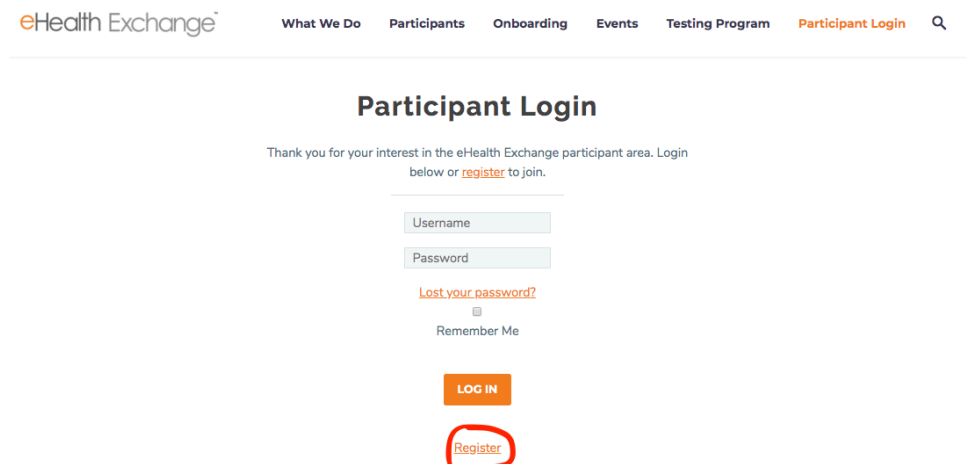 eHealth Exchange™
What We Do Participants Onboarding Events Testing Program Participant Login
Participant Login
Thank you for your interest in the eHealth Exchange participant area. Login
below or register to join.
Username
Password
Lost your password?
Remember Me
LOG IN
Register